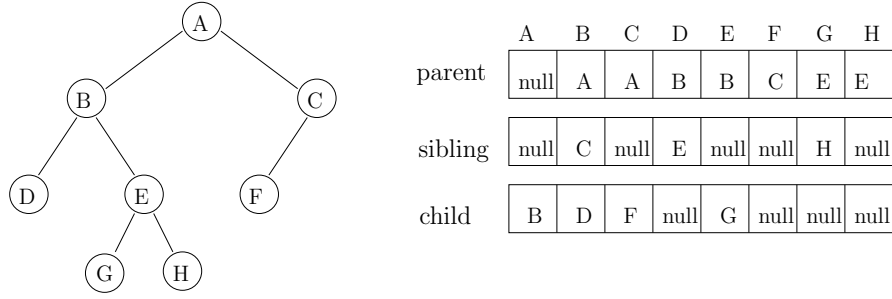 A
B
C
D
E
F
G
H
A B C D E F G H
parent null A A B B C E E
sibling null C null E null null H null
child B D F null G null null null